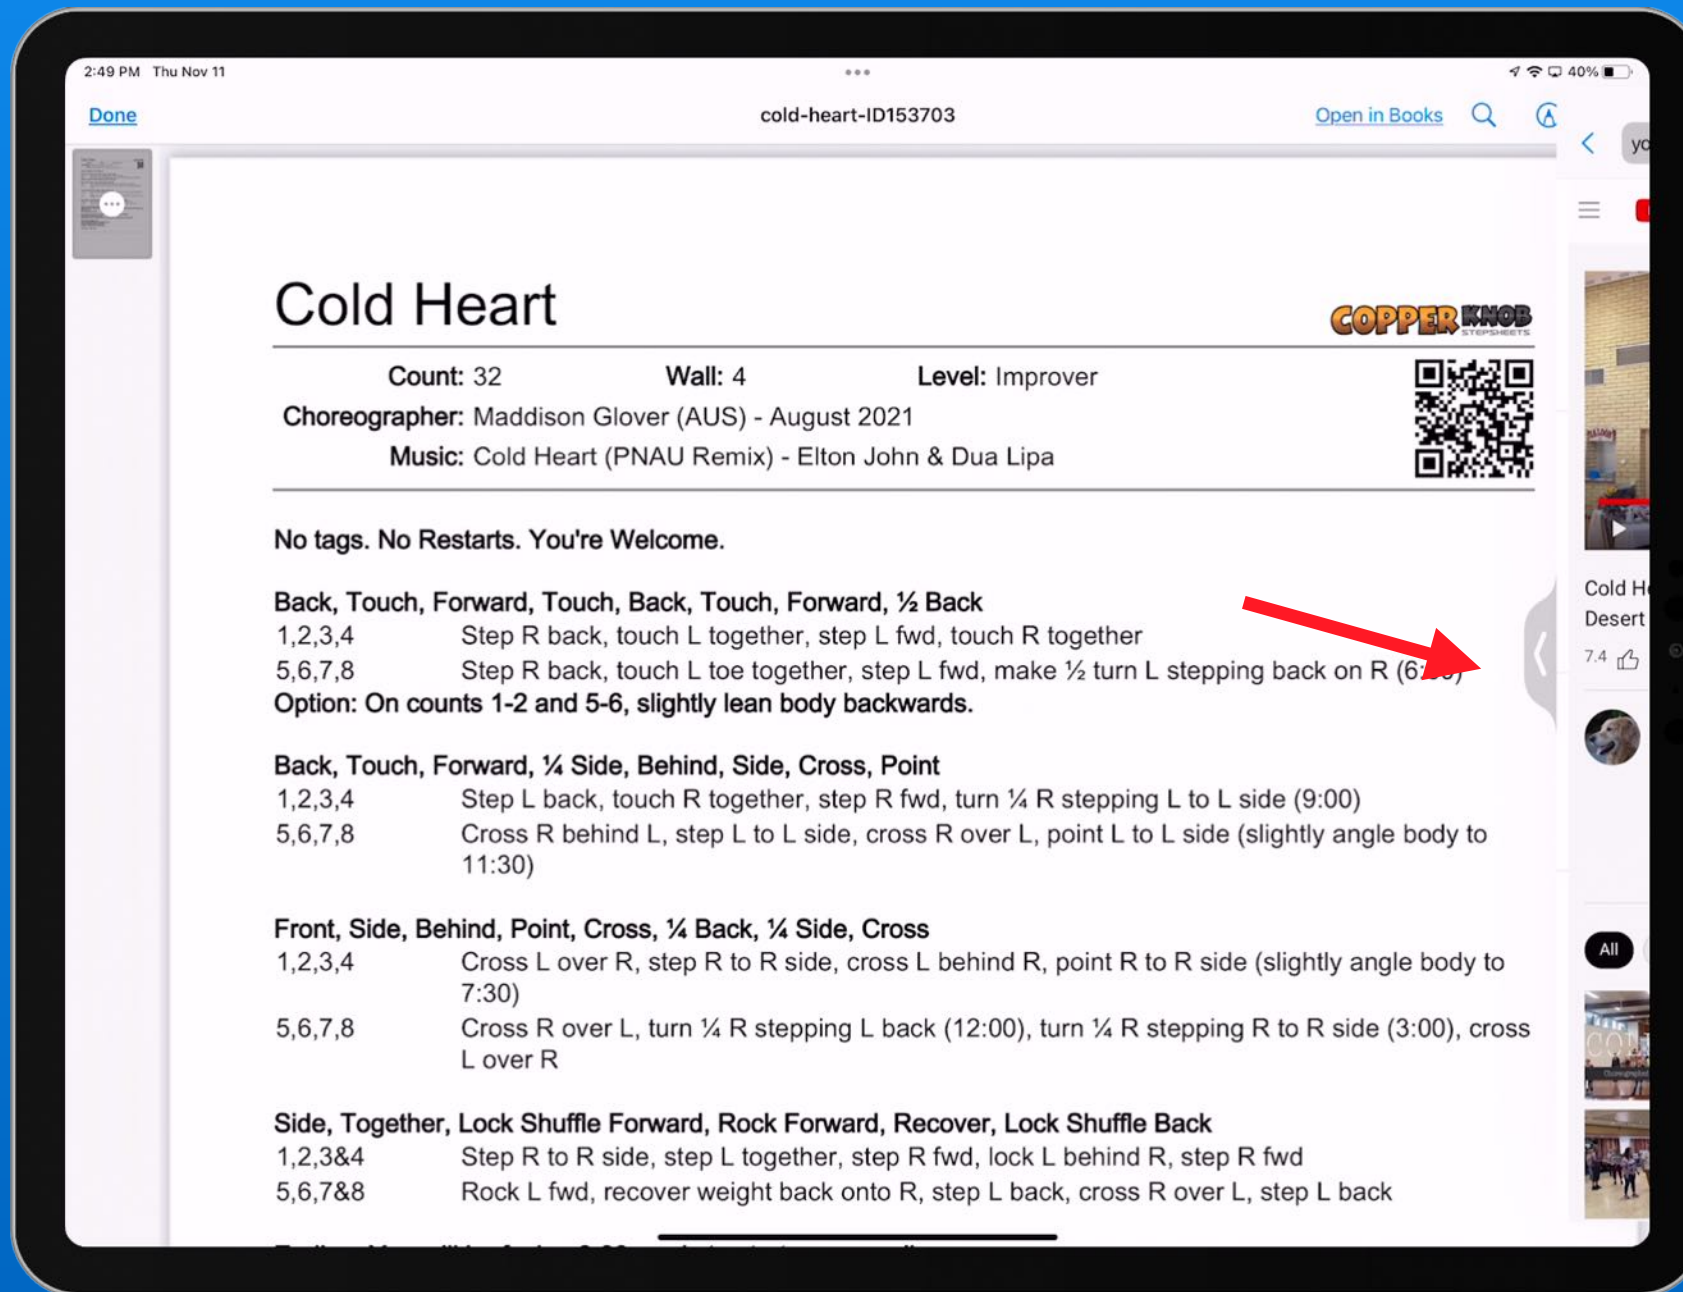 2:49 PM Thu Nov 11
40%
Done
cold-heart-ID153703
Open in Books
Cold Heart
COPPER KNOB
STEPSHEETS
Count: 32 Wall: 4 Level: Improver
Choreographer: Maddison Glover (AUS) - August 2021
Music: Cold Heart (PNAU Remix) - Elton John & Dua Lipa
No tags. No Restarts. You're Welcome.
Back, Touch, Forward, Touch, Back, Touch, Forward, ½ Back
1,2,3,4 Step R back, touch L together, step L fwd, touch R together
5,6,7,8 Step R back, touch L toe together, step L fwd, make ½ turn L stepping back on R
Option: On counts 1-2 and 5-6, slightly lean body backwards.
Back, Touch, Forward, ¼ Side, Behind, Side, Cross, Point
1,2,3,4 Step L back, touch R together, step R fwd, turn ¼ R stepping L to L side (9:00)
5,6,7,8 Cross R behind L, step L to L side, cross R over L, point L to L side (slightly angle body to
11:30)
Front, Side, Behind, Point, Cross, ¼ Back, ¼ Side, Cross
1,2,3,4 Cross L over R, step R to R side, cross L behind R, point R to R side (slightly angle body to
7:30)
5,6,7,8 Cross R over L, turn ¼ R stepping L back (12:00), turn ¼ R stepping R to R side (3:00), cross
L over R
Side, Together, Lock Shuffle Forward, Rock Forward, Recover, Lock Shuffle Back
1,2,3&4 Step R to R side, step L together, step R fwd, lock L behind R, step R fwd
5,6,7&8 Rock L fwd, recover weight back onto R, step L back, cross R over L, step L back
Cold
Desert
7.4
All